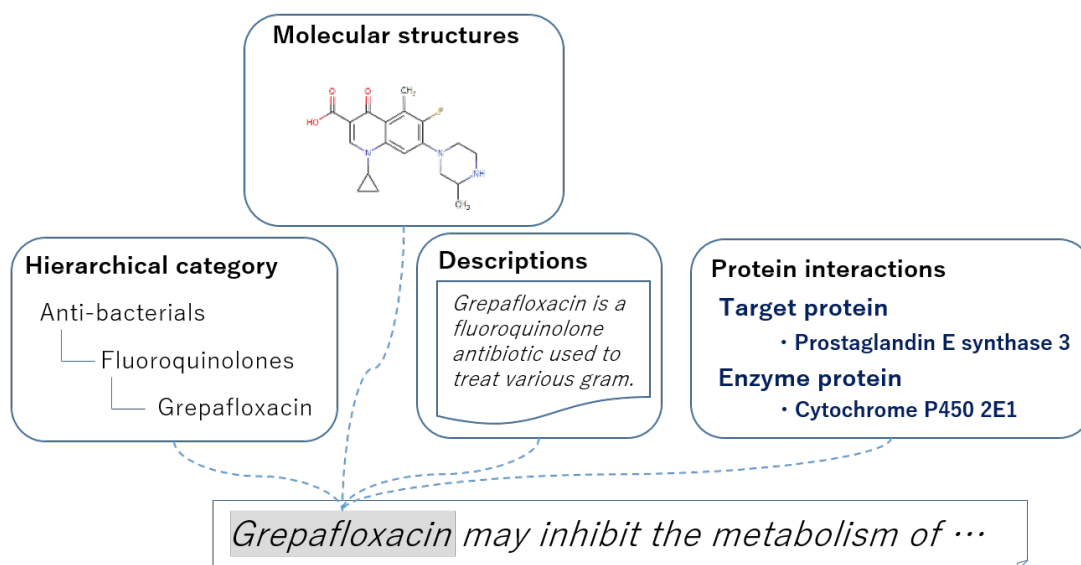 Molecular structures
O
O
CH₂
F
HO
N
N
NH
CH₃
Hierarchical category
Anti-bacterials
Fluoroquinolones
Grepafloxacin
Descriptions
Grepafloxacin is a
fluoroquinolone
antibiotic used to
treat various gram.
Protein interactions
Target protein
・Prostaglandin E synthase 3
Enzyme protein
・Cytochrome P450 2E1
Grepafloxacin may inhibit the metabolism of …